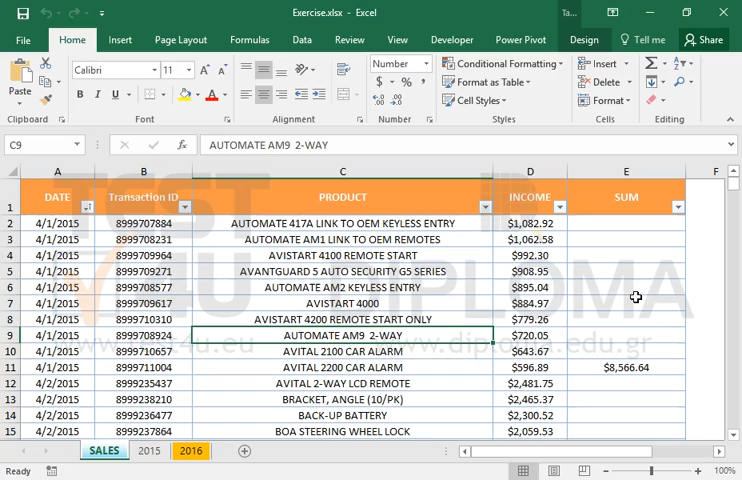 Exercise.xlsx - Excel
Ta...
File Home Insert Page Layout Formulas Data Review View Developer Power Pivot Design Tell me Share
Paste
Calibri 11
B I U
Number
$ % ,
Conditional Formatting
Format as Table
Cell Styles
Insert
Delete
Format
Clipboard Font Alignment Number Styles Cells Editing
C9 fx AUTOMATE AM9 2-WAY
A B C D E F
1 DATE Transaction ID PRODUCT INCOME SUM
2 4/1/2015 8999707884 AUTOMATE 417A LINK TO OEM KEYLESS ENTRY $1,082.92
3 4/1/2015 8999708231 AUTOMATE AM1 LINK TO OEM REMOTES $1,062.58
4 4/1/2015 8999709964 AVISTART 4100 REMOTE START $992.30
5 4/1/2015 8999709271 AVANTGUARD 5 AUTO SECURITY G5 SERIES $908.95
6 4/1/2015 8999708577 AUTOMATE AM2 KEYLESS ENTRY $895.04
7 4/1/2015 8999709617 AVISTART 4000 $884.97
8 4/1/2015 8999710310 AVISTART 4200 REMOTE START ONLY $779.26
9 4/1/2015 8999708924 AUTOMATE AM9 2-WAY $720.05
10 4/1/2015 8999710657 AVITAL 2100 CAR ALARM $643.67
11 4/1/2015 8999711004 AVITAL 2200 CAR ALARM $596.89 $8,566.64
12 4/2/2015 8999235437 AVITAL 2-WAY LCD REMOTE $2,481.75
13 4/2/2015 8999238210 BRACKET, ANGLE (10/PK) $2,465.37
14 4/2/2015 8999236477 BACK-UP BATTERY $2,300.52
15 4/2/2015 8999237864 BOA STEERING WHEEL LOCK $2,059.53
TEST
4U DIPLOMA
www.diploma.edu.gr
SALES 2015 2016
Ready 100%